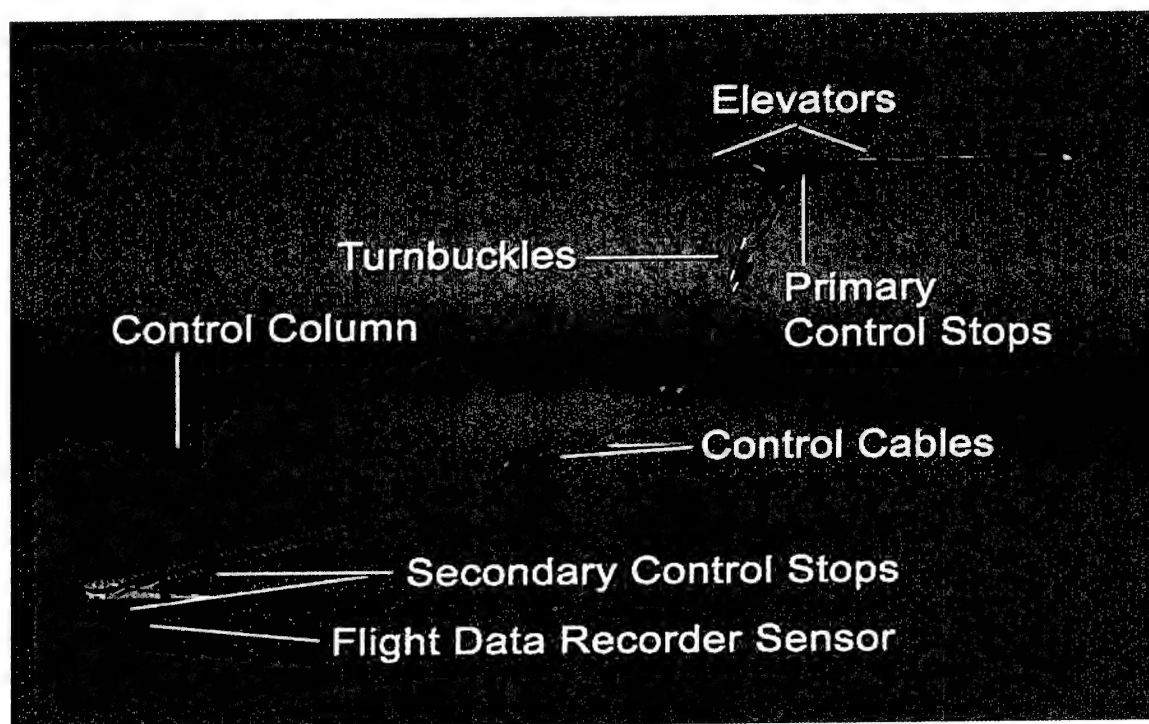 Elevators
Turnbuckles
Primary
Control Stops
Control Column
Control Cables
Secondary Control Stops
Flight Data Recorder Sensor